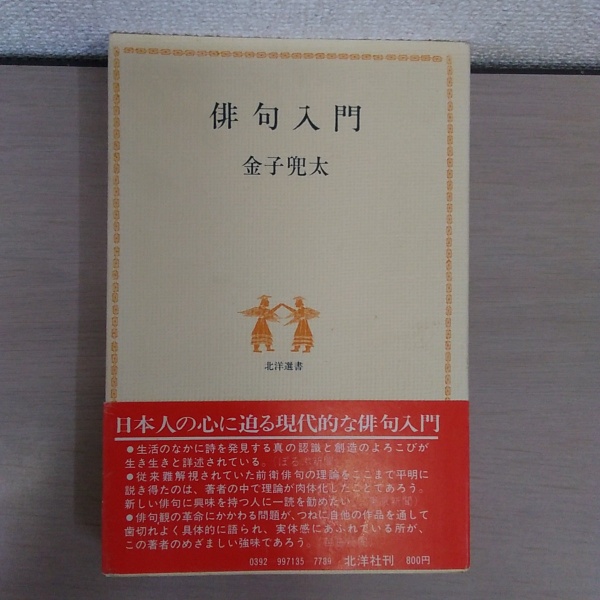 俳句入門
金子兜太
北洋選書
日本人の心に迫る現代的な俳句入門
●生活のなかに詩を発見する真の認識と創造のよろこびが
生き生きと詳述されている。
●従来難解視されていた前衛俳句の理論をここまで平明に
説き得たのは、著者の中で理論が肉体化したことであろう。
新しい俳句に興味を持つ人に一読を勧めたい。
●俳句観の革命にかかわる問題が、つねに自他の作品を通して
歯切れよく具体的に語られ、実体感にあふれている所が、
この著者のめざましい強味であろう。
0392 997135 7789 北洋社刊 800円